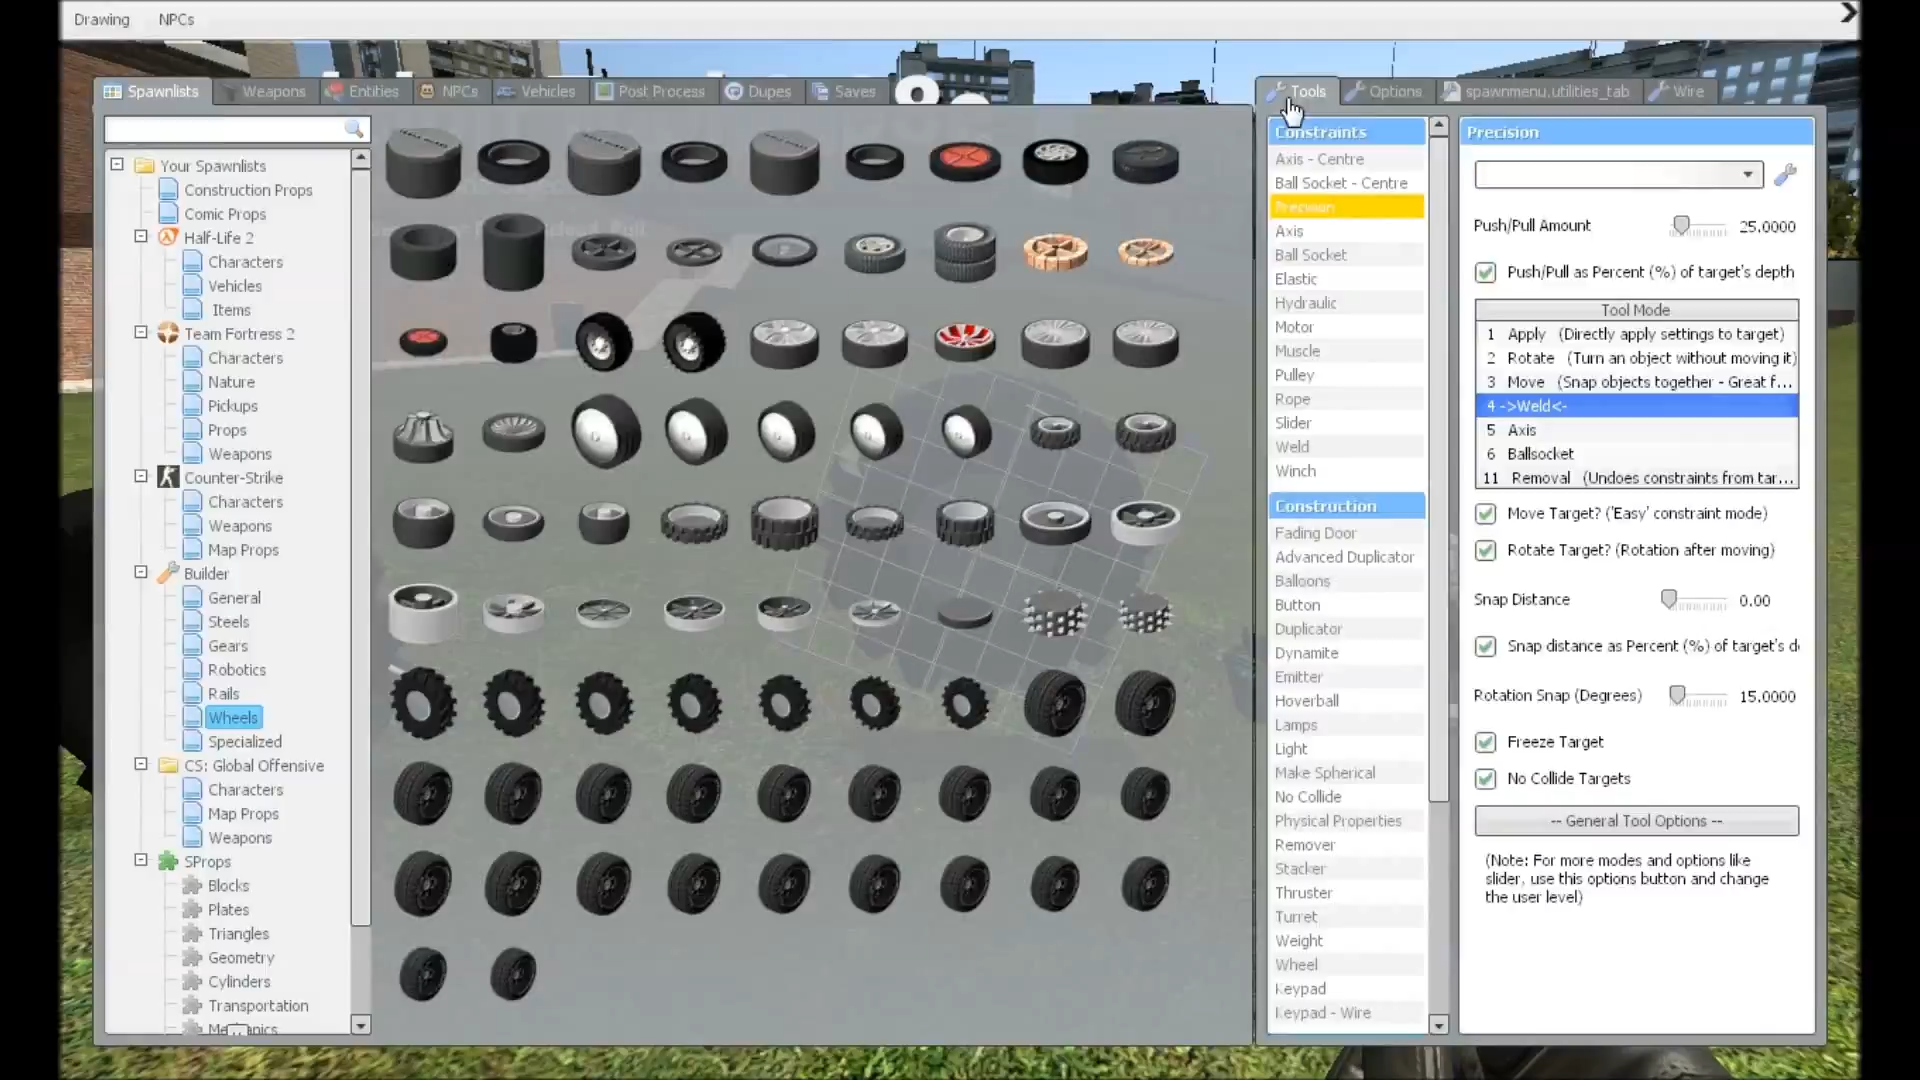 Drawing NPCs
Spawnlists Weapons Entities NPCs Vehicles Post Process Dupes Saves
Tools Options spawnmenu.utilities_tab Wire
Your Spawnlists
Construction Props
Comic Props
Half-Life 2
Characters
Vehicles
Items
Team Fortress 2
Characters
Nature
Pickups
Props
Weapons
Counter-Strike
Characters
Weapons
Map Props
Builder
General
Steels
Gears
Robotics
Rails
Wheels
Specialized
CS: Global Offensive
Characters
Map Props
Weapons
SProps
Blocks
Plates
Triangles
Geometry
Cylinders
Transportation
Constraints
Axis - Centre
Ball Socket - Centre
Precision
Axis
Ball Socket
Elastic
Hydraulic
Motor
Muscle
Pulley
Rope
Slider
Weld
Winch
Construction
Fading Door
Advanced Duplicator
Balloons
Button
Duplicator
Dynamite
Emitter
Hoverball
Lamps
Light
Make Spherical
No Collide
Physical Properties
Remover
Stacker
Thruster
Turret
Weight
Wheel
Keypad
Keypad - Wire
Precision
Push/Pull Amount 25.0000
Push/Pull as Percent (%) of target's depth
Tool Mode
1 Apply (Directly apply settings to target)
2 Rotate (Turn an object without moving it)
3 Move (Snap objects together - Great f...
4 ->Weld<-
5 Axis
6 Ballsocket
11 Removal (Undoes constraints from tar...
Move Target? ('Easy' constraint mode)
Rotate Target? (Rotation after moving)
Snap Distance 0.00
Snap distance as Percent (%) of target's d
Rotation Snap (Degrees) 15.0000
Freeze Target
No Collide Targets
-- General Tool Options --
(Note: For more modes and options like
slider, use this options button and change
the user level)